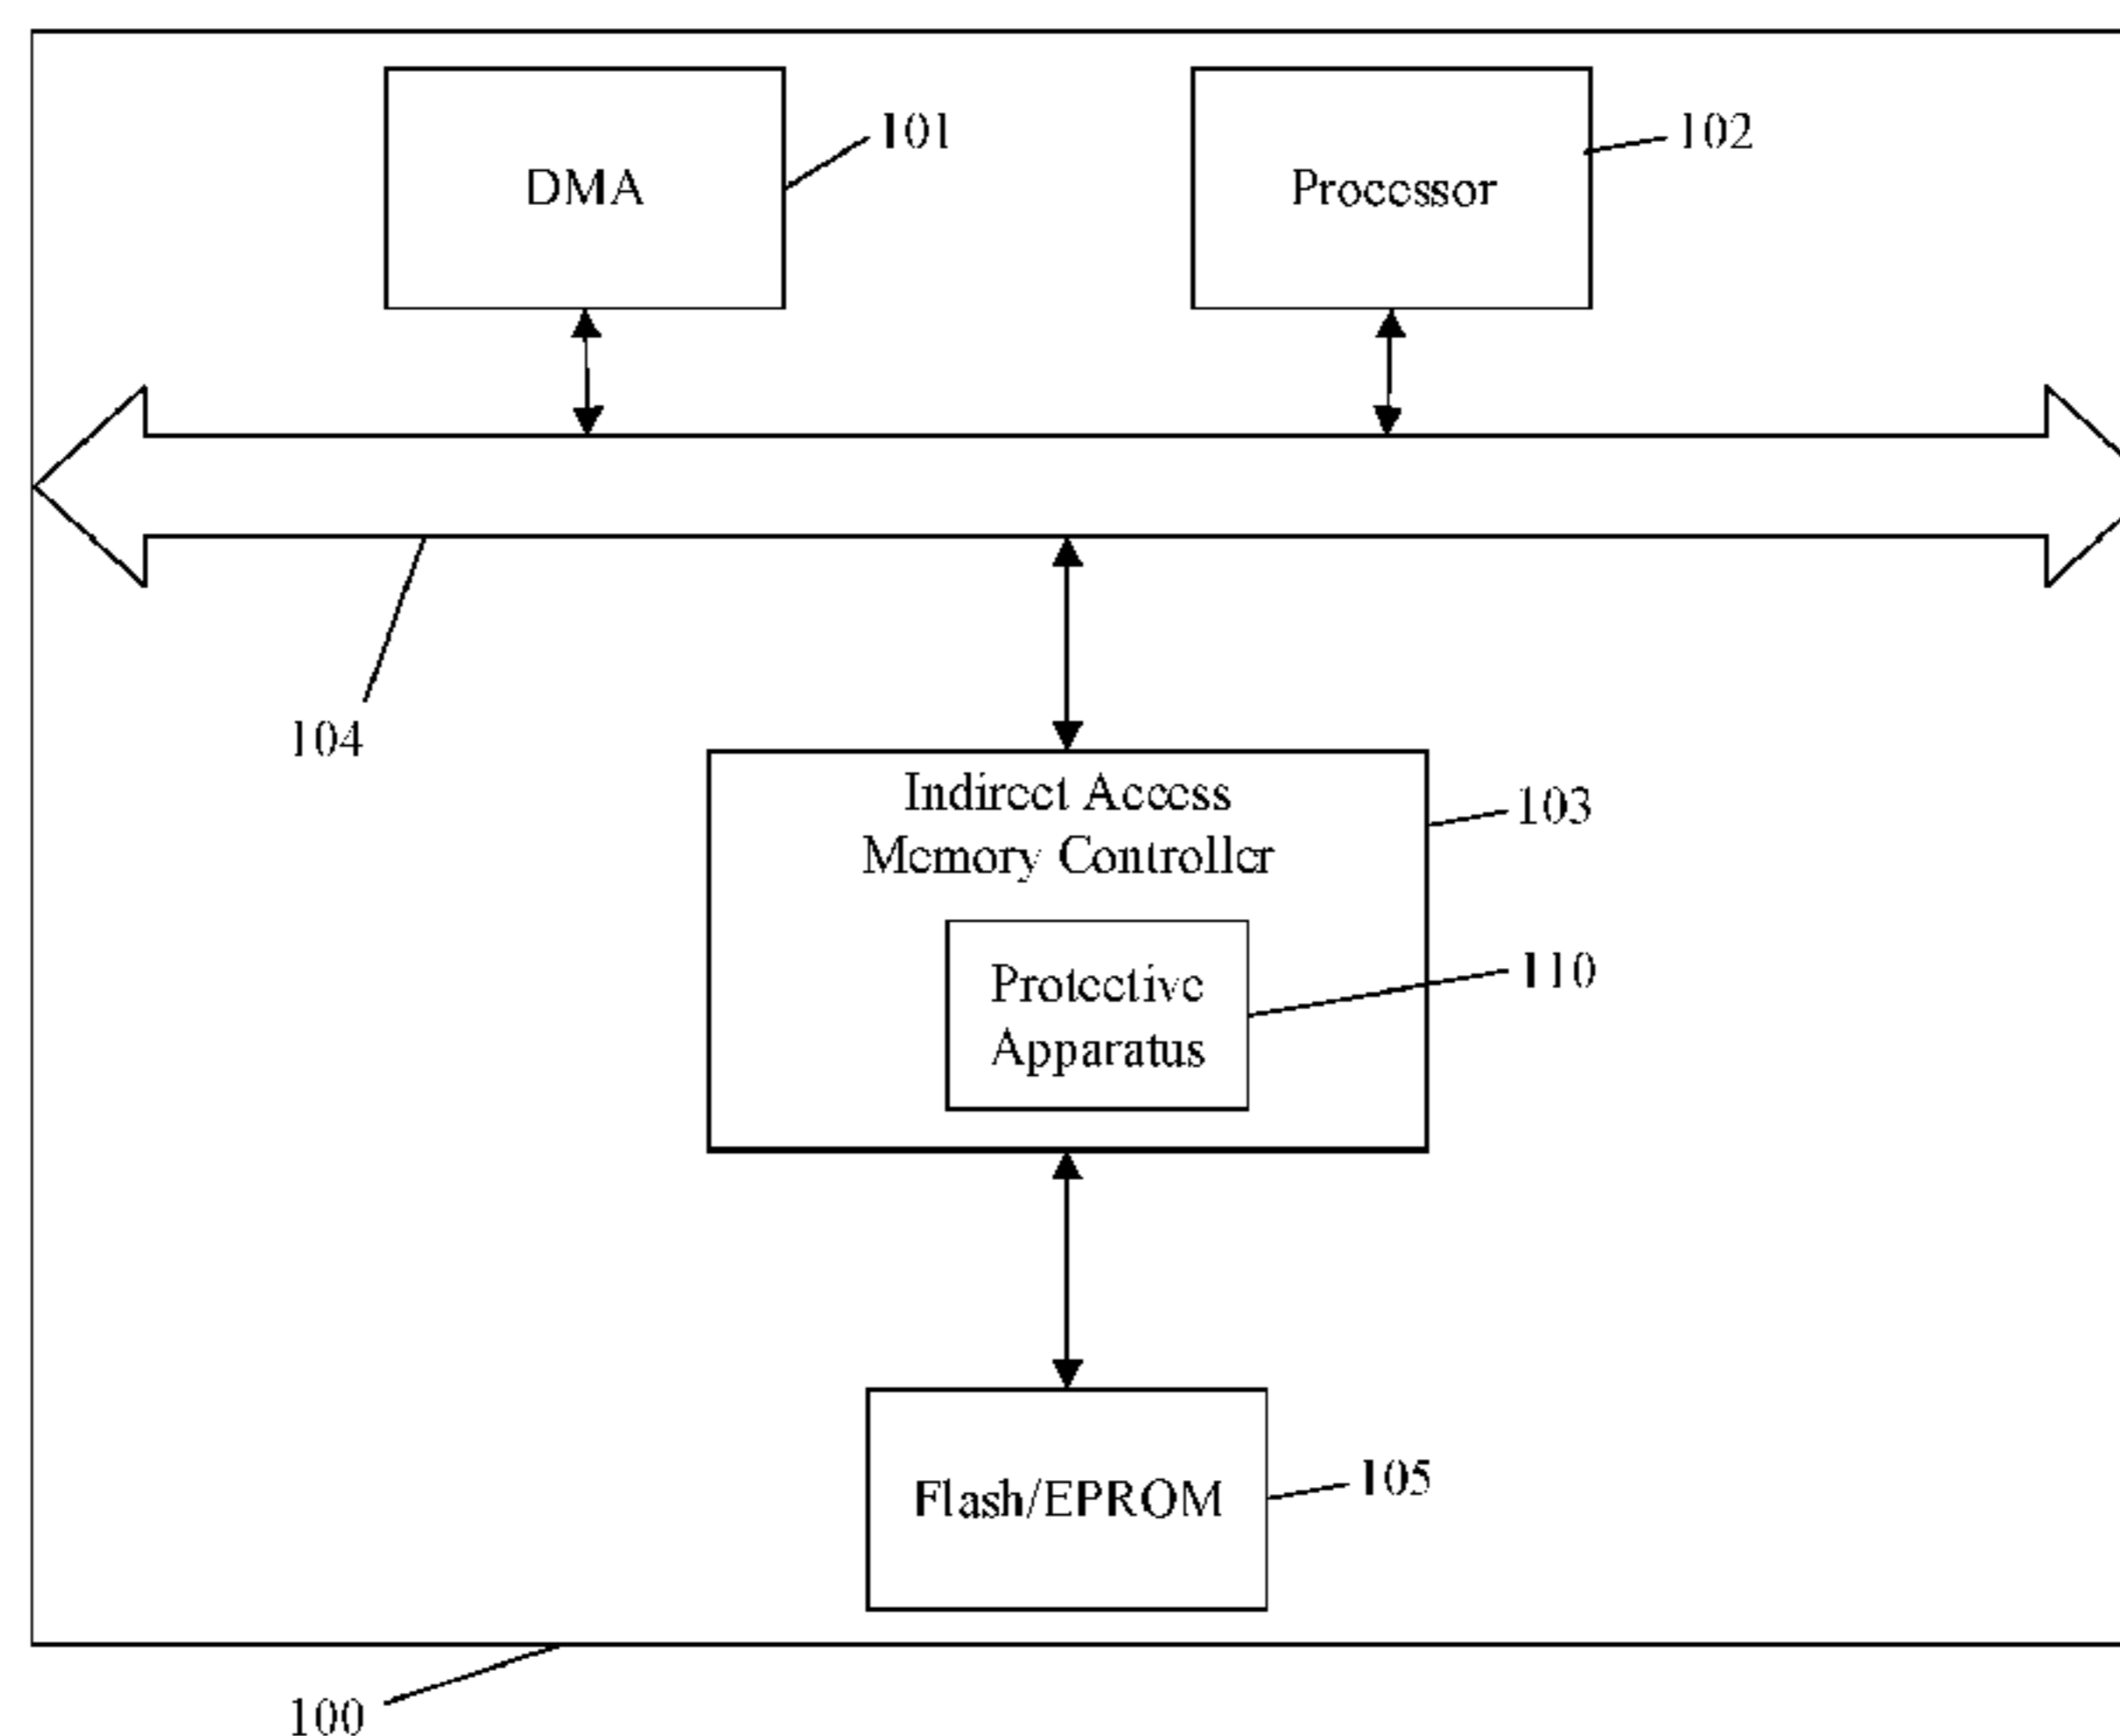 DMA
101
Processor
102
104
Indirect Access
Memory Controller
103
Protective
Apparatus
110
Flash/EPROM
105
100